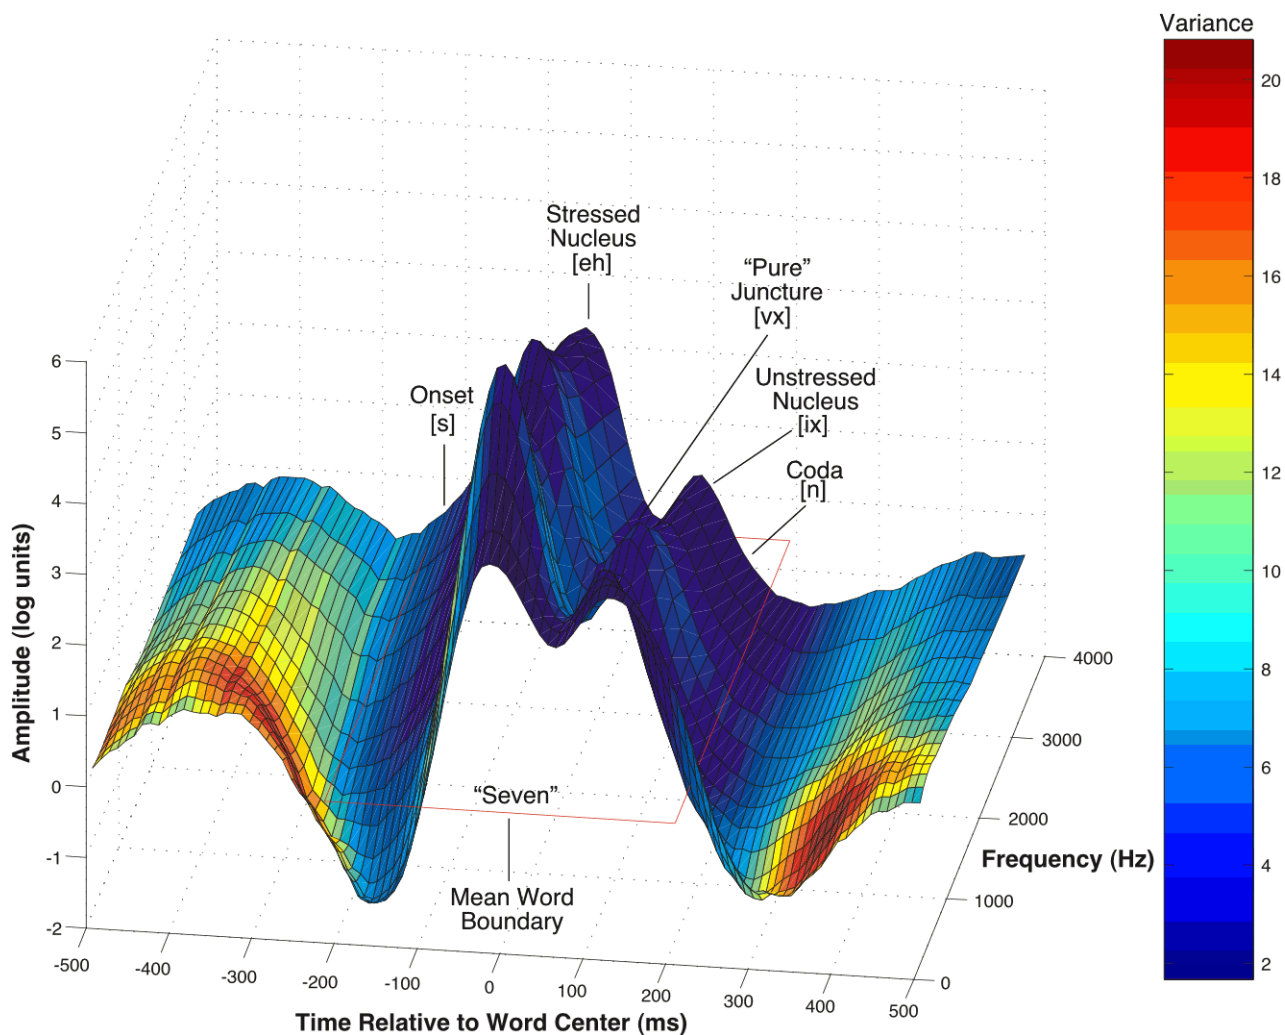 Variance
20
18
16
14
12
10
8
6
4
2
Stressed
Nucleus
[eh]
“Pure”
Juncture
[vx]
Unstressed
Nucleus
[ix]
Onset
[s]
Coda
[n]
6
5
4
3
2
1
0
-1
-2
Amplitude (log units)
“Seven”
Mean Word
Boundary
4000
3000
2000
1000
0
Frequency (Hz)
-500
-400
-300
-200
-100
0
100
200
300
400
500
Time Relative to Word Center (ms)